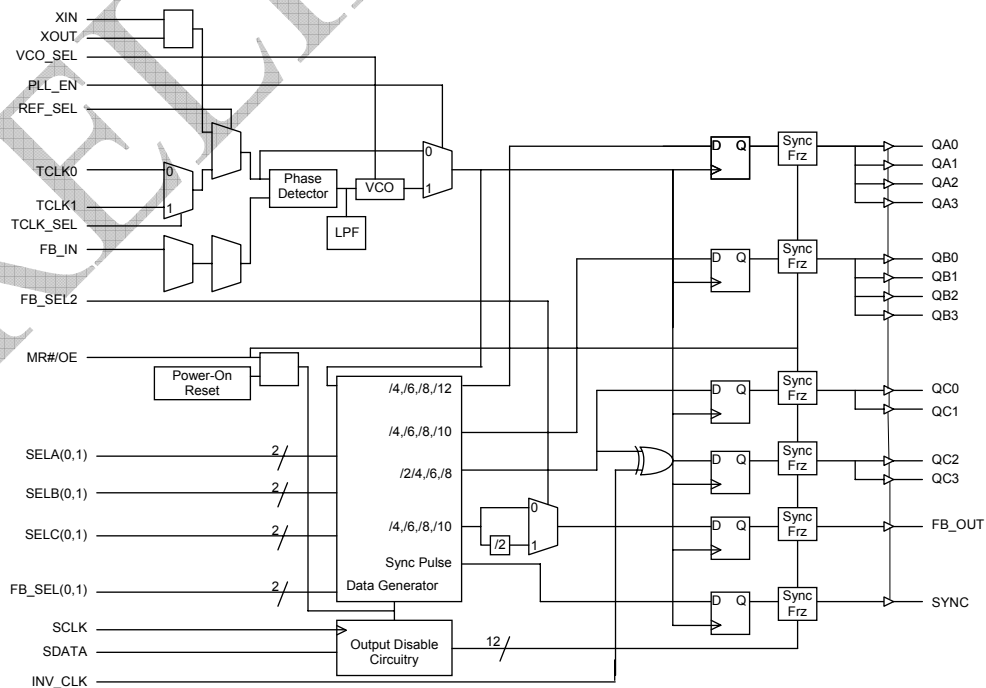 XIN
XOUT
VCO_SEL
PLL_EN
REF_SEL
TCLK0
TCLK1
TCLK_SEL
FB_IN
FB_SEL2
MR#/OE
Power-On
Reset
SELA(0,1)
SELB(0,1)
SELC(0,1)
FB_SEL(0,1)
SCLK
SDATA
INV_CLK
0
1
Phase
Detector
LPF
VCO
0
1
2
2
2
2
/4,/6,/8,/12
/4,/6,/8,/10
/2/4,/6,/8
/4,/6,/8,/10
Sync Pulse
Data Generator
Output Disable
Circuitry
12
/2
0
1
D Q
Sync
Frz
D Q
Sync
Frz
D Q
Sync
Frz
D Q
Sync
Frz
D Q
Sync
Frz
D Q
Sync
Frz
QA0
QA1
QA2
QA3
QB0
QB1
QB2
QB3
QC0
QC1
QC2
QC3
FB_OUT
SYNC